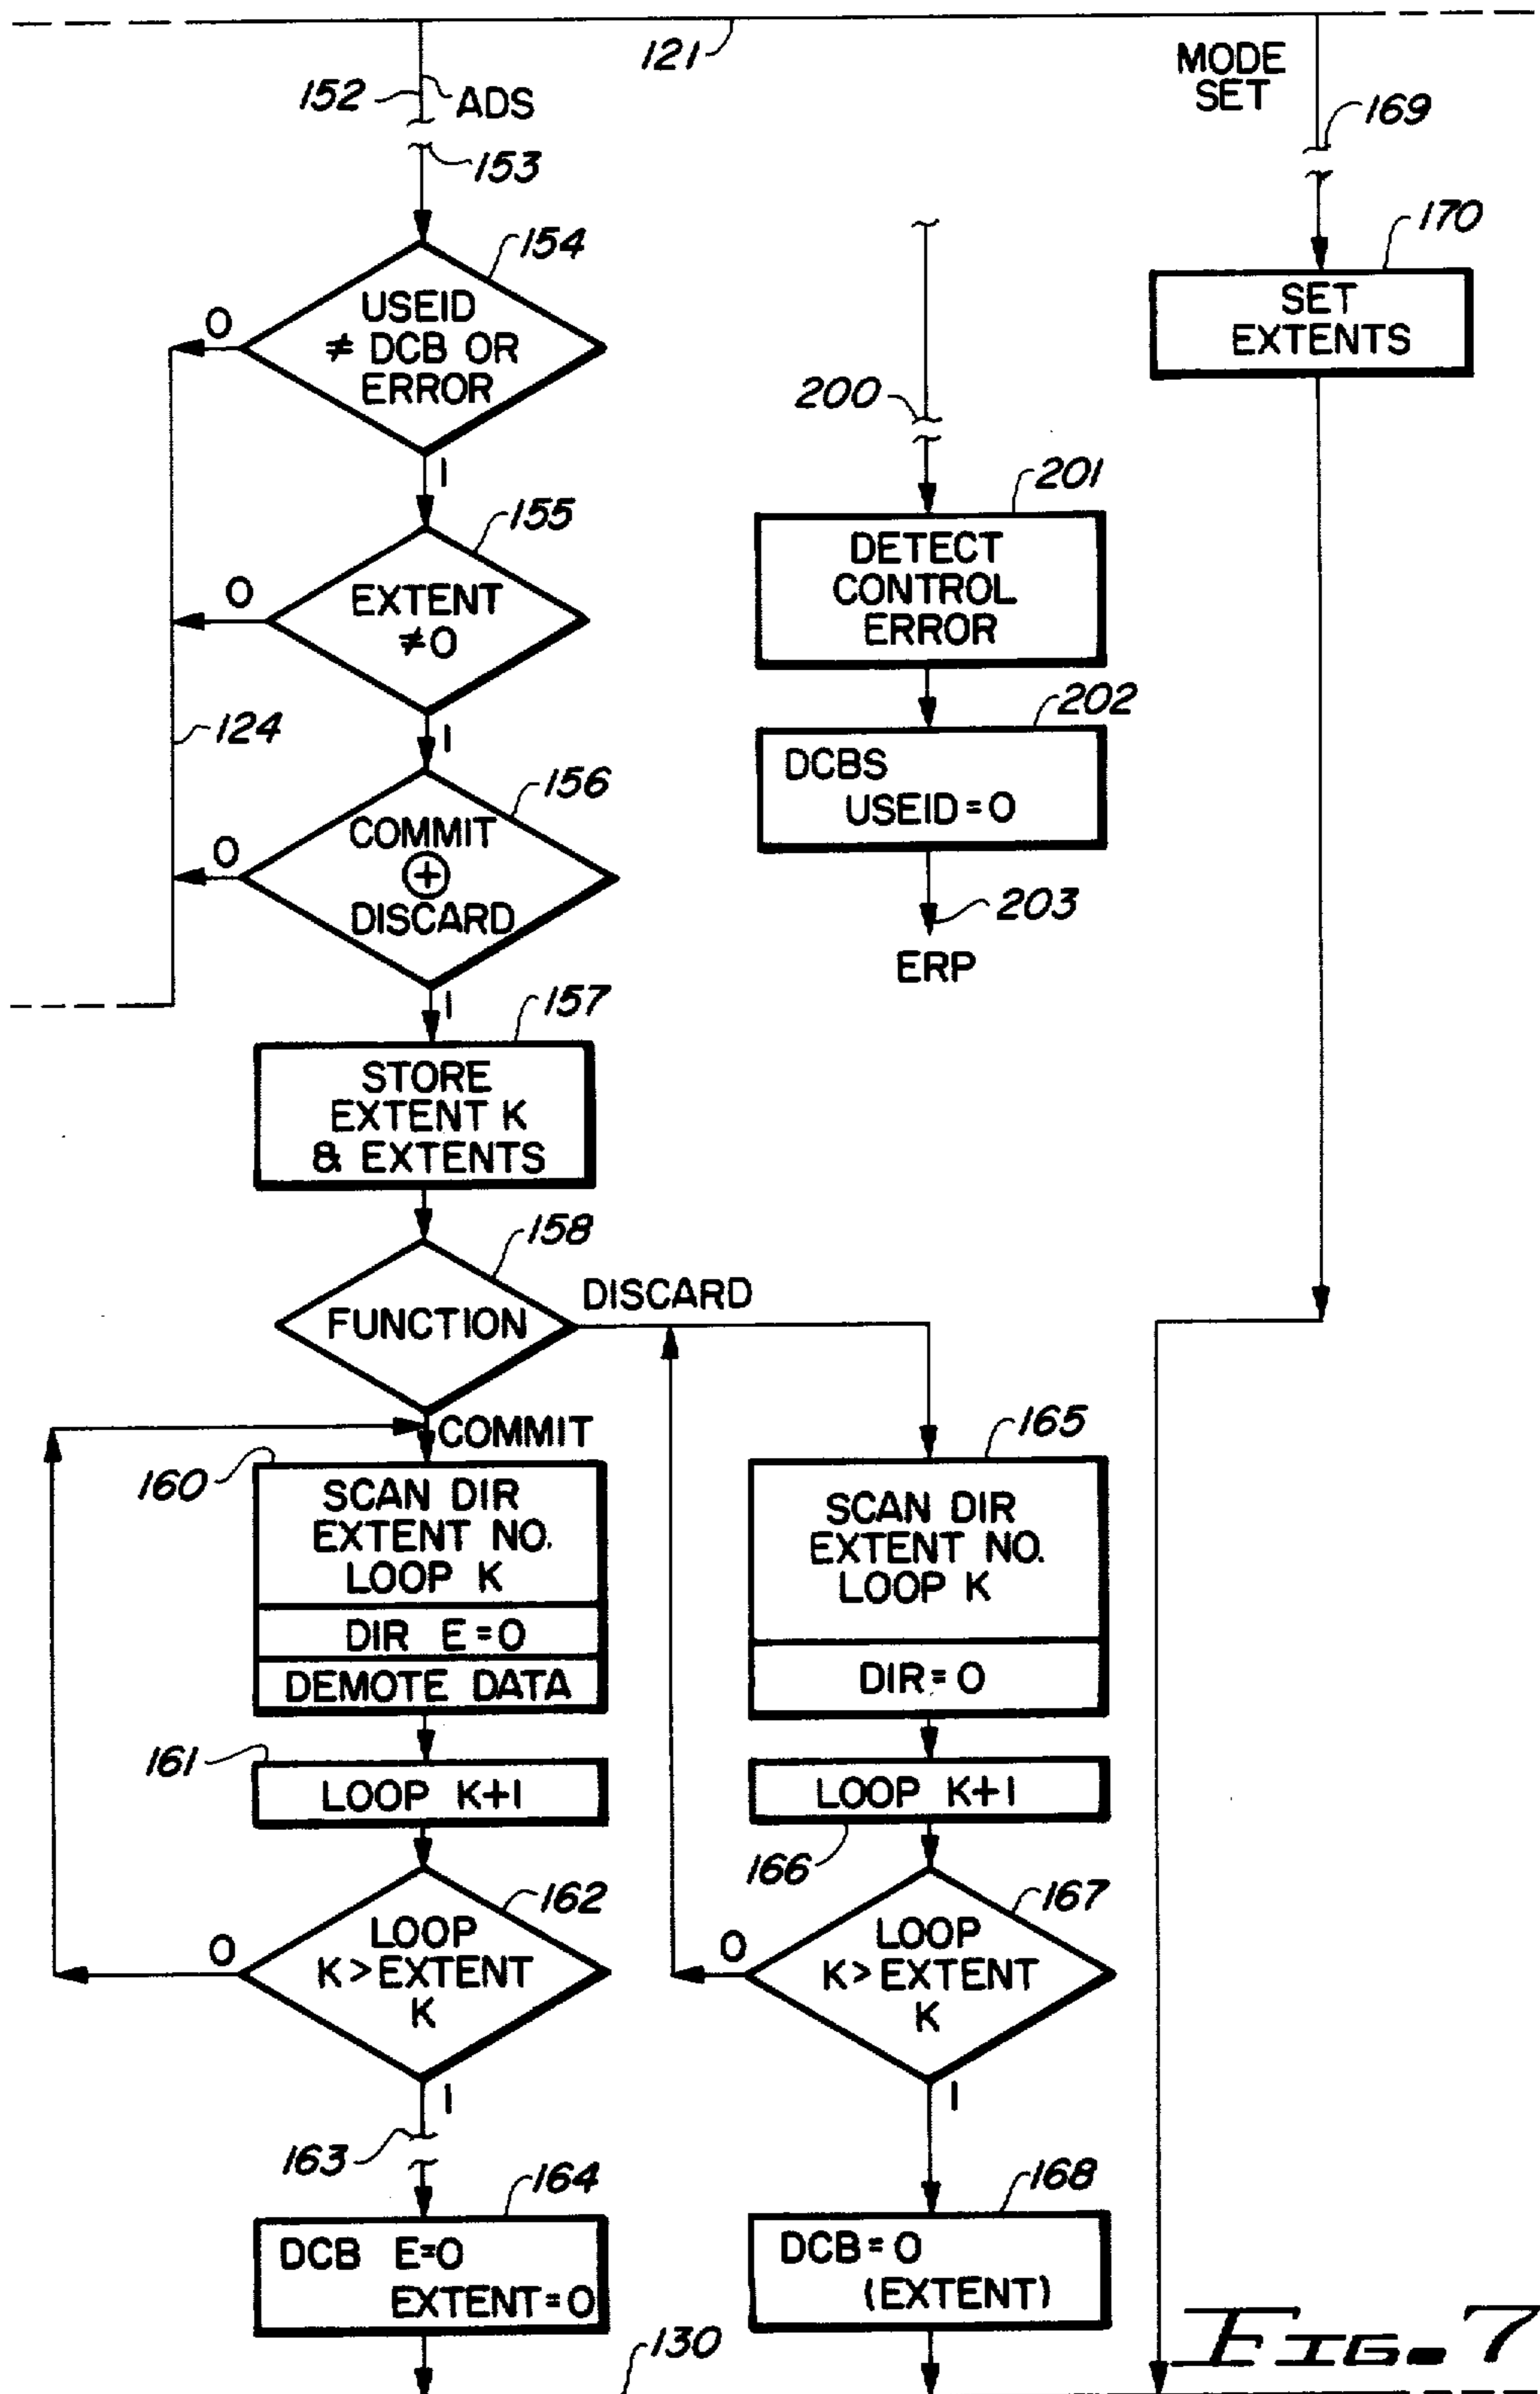 121
MODE
SET
152
ADS
169
153
154
170
USEID
≠ DCB OR
ERROR
0
SET
EXTENTS
1
200
155
201
EXTENT
≠0
0
DETECT
CONTROL
ERROR
1
124
202
DCBS
USEID=0
156
COMMIT
⊕
DISCARD
0
203
ERP
1
157
STORE
EXTENT K
& EXTENTS
158
FUNCTION
DISCARD
COMMIT
160
165
SCAN DIR
EXTENT NO.
LOOP K
DIR E=0
DEMOTE DATA
SCAN DIR
EXTENT NO.
LOOP K
DIR=0
161
LOOP K+1
LOOP K+1
166
162
167
LOOP
K>EXTENT
K
0
LOOP
K>EXTENT
K
0
1
1
163
164
168
DCB E=0
EXTENT=0
DCB=0
(EXTENT)
130
FIG. 7